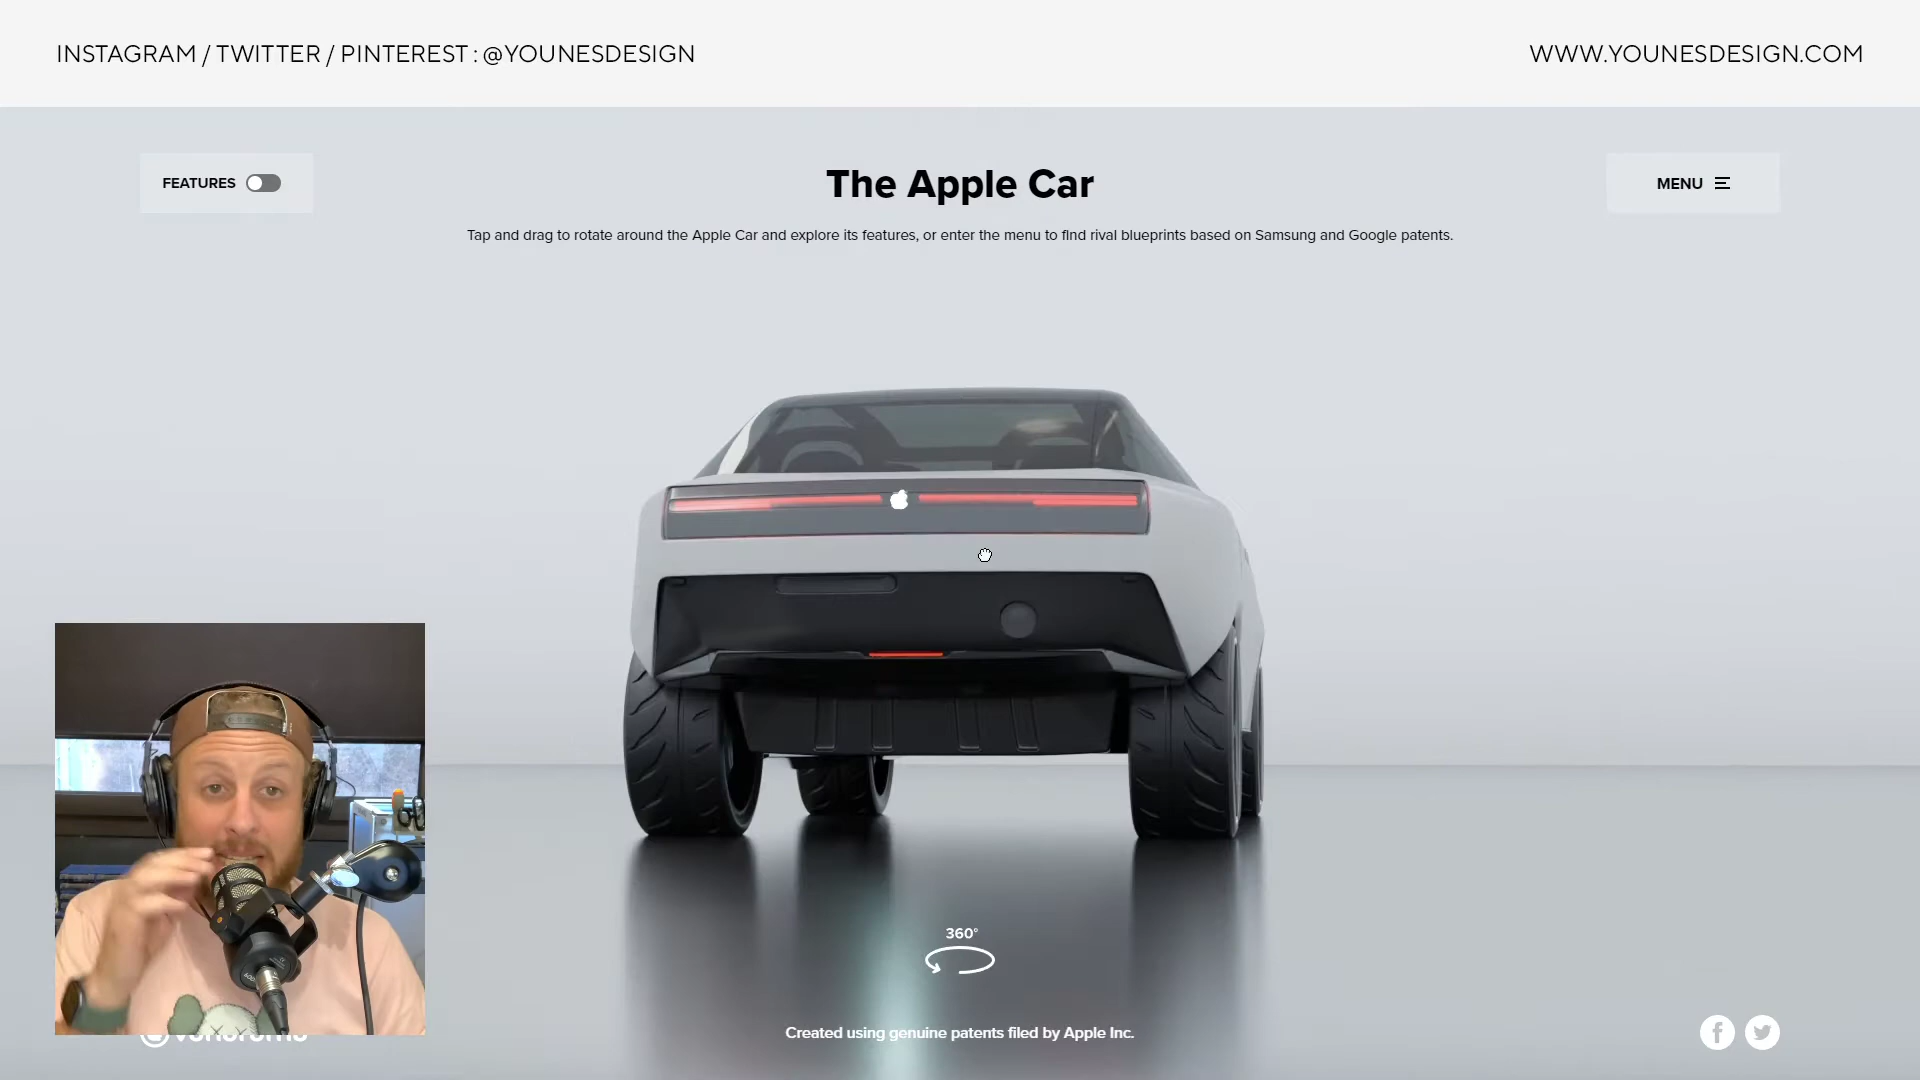 INSTAGRAM / TWITTER / PINTEREST : @YOUNESDESIGN
WWW.YOUNESDESIGN.COM
FEATURES
The Apple Car
MENU
Tap and drag to rotate around the Apple Car and explore its features, or enter the menu to find rival blueprints based on Samsung and Google patents.
360°
Created using genuine patents filed by Apple Inc.